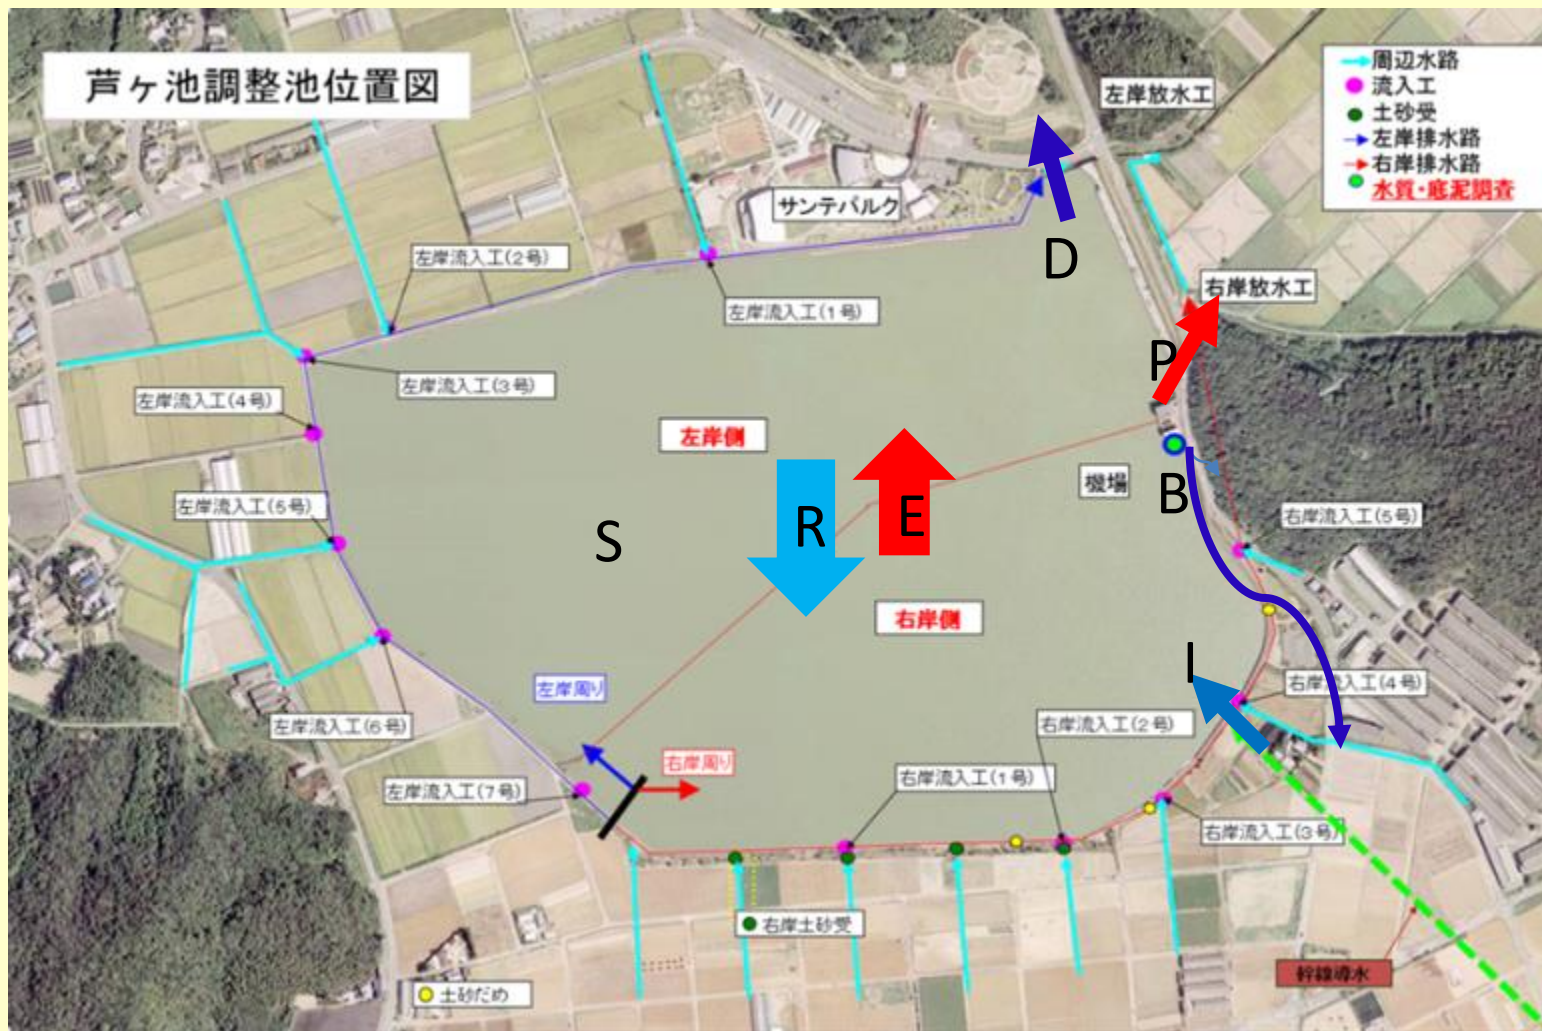 芦ヶ池調整池位置図
周辺水路
流入工
土砂受
左岸排水路
右岸排水路
水質・底泥調査
左岸放水工
サンテパルク
D
左岸流入工(2号)
右岸放水工
左岸流入工(1号)
P
左岸流入工(3号)
左岸流入工(4号)
左岸側
機場
B
左岸流入工(5号)
右岸流入工(5号)
S
R
E
右岸側
I
左岸周り
右岸流入工(4号)
左岸流入工(6号)
右岸流入工(2号)
右岸周り
右岸流入工(1号)
左岸流入工(7号)
右岸流入工(3号)
右岸土砂受
幹線導水
土砂だめ